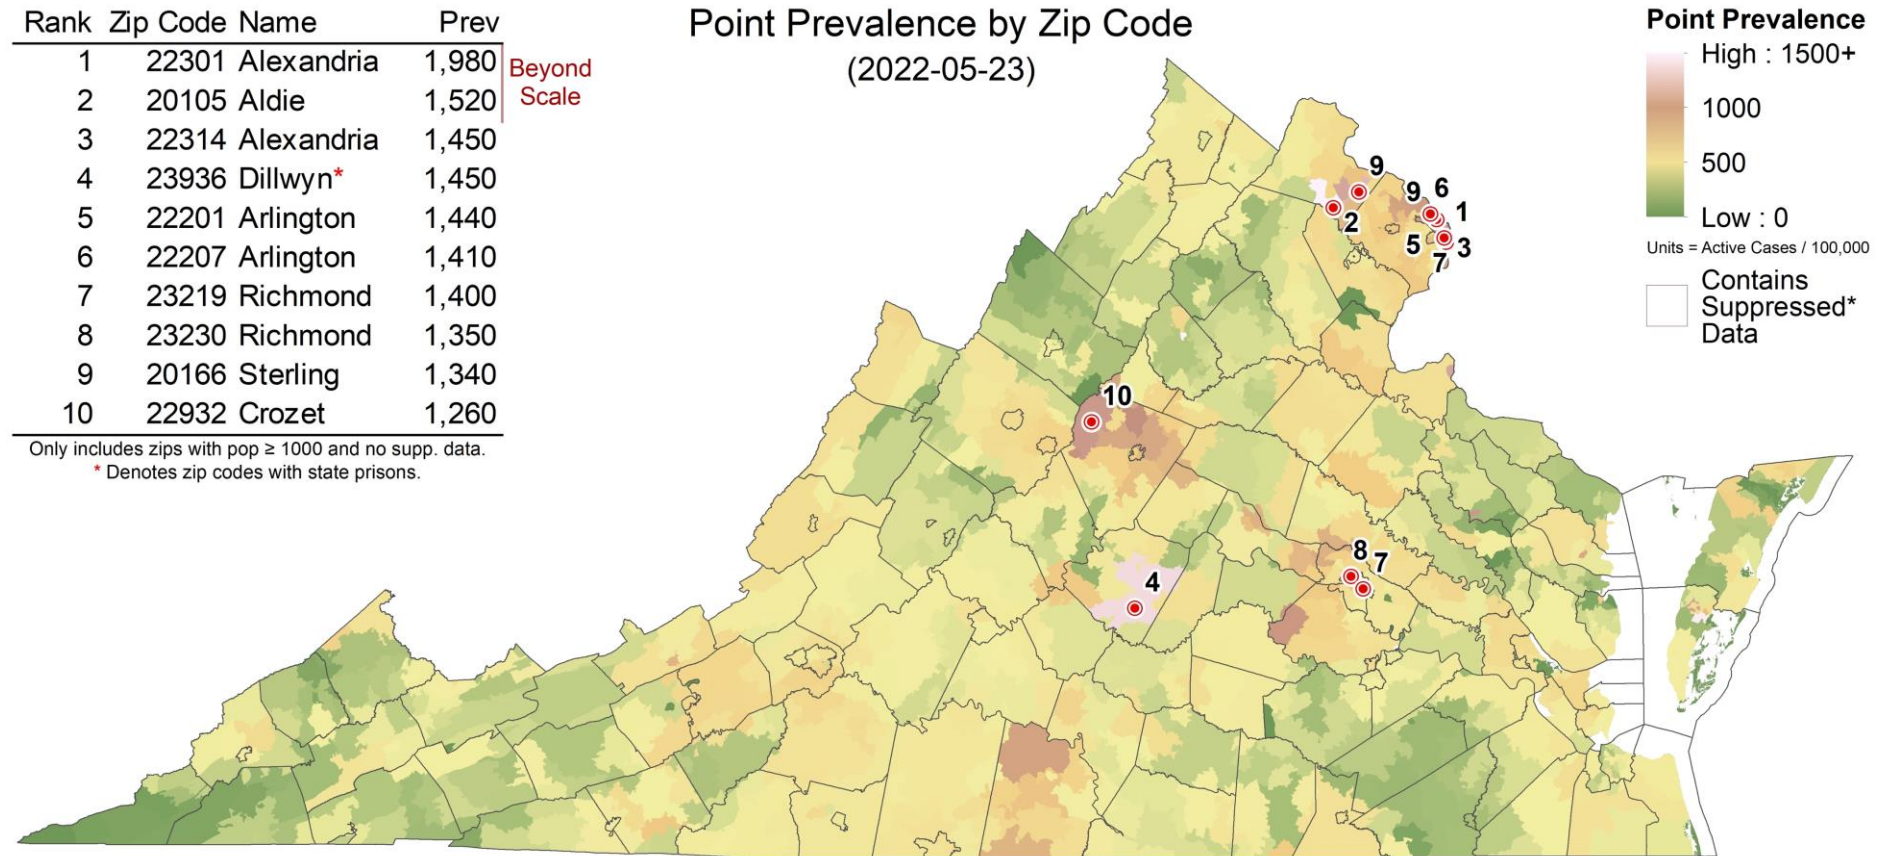 Point Prevalence by Zip Code
(2022-05-23)
Rank Zip Code Name Prev
1 22301 Alexandria 1,980
2 20105 Aldie 1,520
3 22314 Alexandria 1,450
4 23936 Dillwyn* 1,450
5 22201 Arlington 1,440
6 22207 Arlington 1,410
7 23219 Richmond 1,400
8 23230 Richmond 1,350
9 20166 Sterling 1,340
10 22932 Crozet 1,260
Beyond
Scale
Only includes zips with pop ≥ 1000 and no supp. data.
* Denotes zip codes with state prisons.
Point Prevalence
High : 1500+
1000
500
Low : 0
Units = Active Cases / 100,000
Contains
Suppressed*
Data
9
9
6
1
2
5
3
7
10
4
8
7